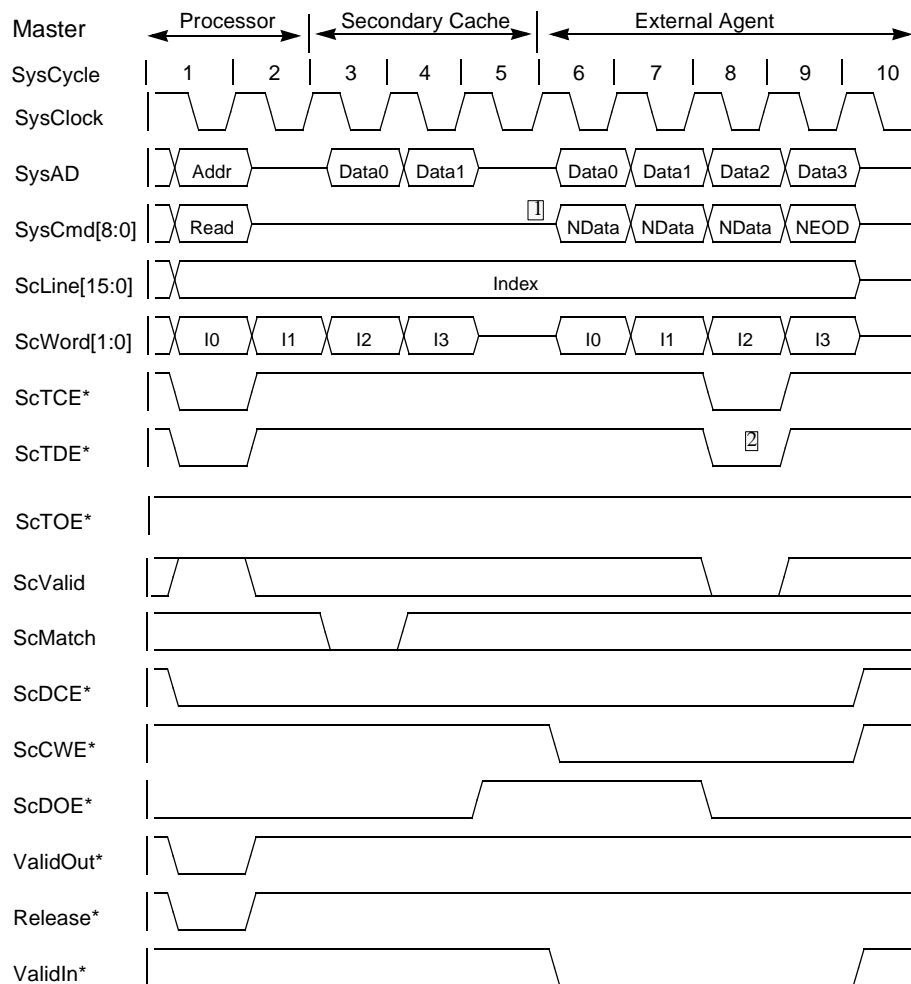 Master Processor Secondary Cache External Agent
SysCycle 1 2 3 4 5 6 7 8 9 10
SysClock
SysAD Addr Data0 Data1 Data0 Data1 Data2 Data3
1
SysCmd[8:0] Read NData NData NData NEOD
ScLine[15:0] Index
ScWord[1:0] I0 I1 I2 I3 I0 I1 I2 I3
ScTCE*
ScTDE* 2
ScTOE*
ScValid
ScMatch
ScDCE*
ScCWE*
ScDOE*
ValidOut*
Release*
ValidIn*